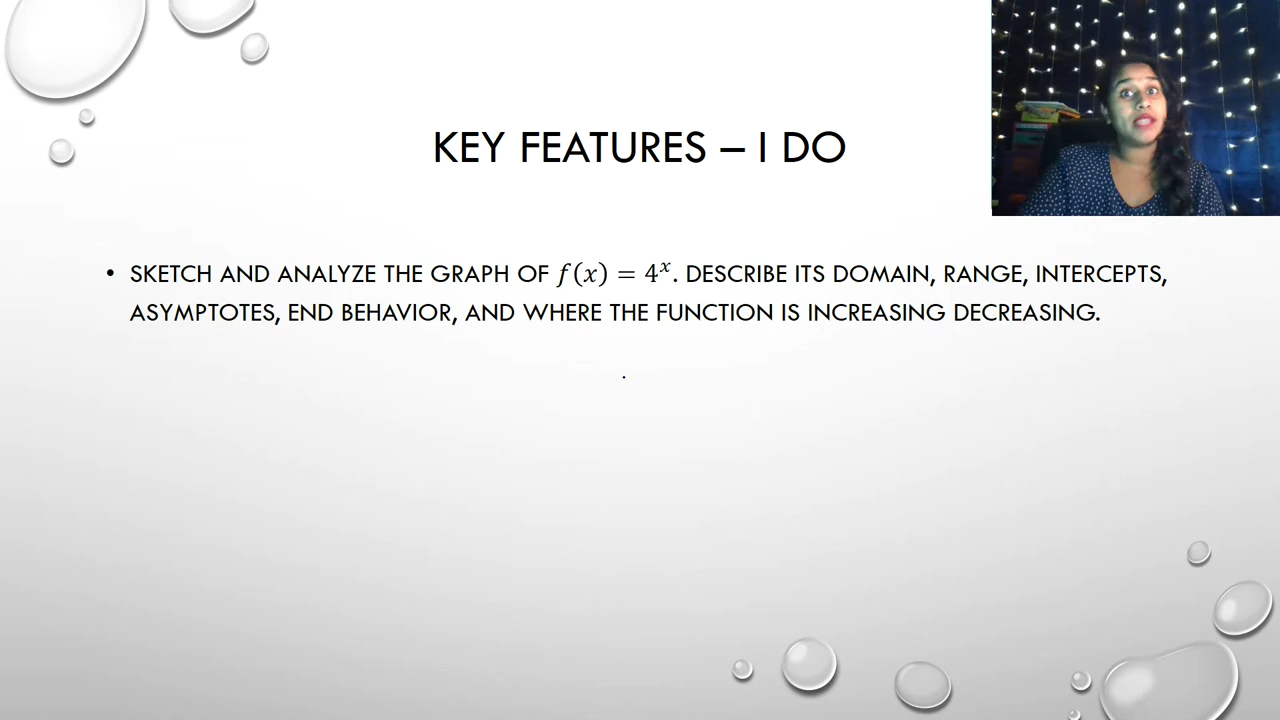 KEY FEATURES – I DO
• SKETCH AND ANALYZE THE GRAPH OF f(x) = 4ˣ. DESCRIBE ITS DOMAIN, RANGE, INTERCEPTS,
ASYMPTOTES, END BEHAVIOR, AND WHERE THE FUNCTION IS INCREASING DECREASING.
.